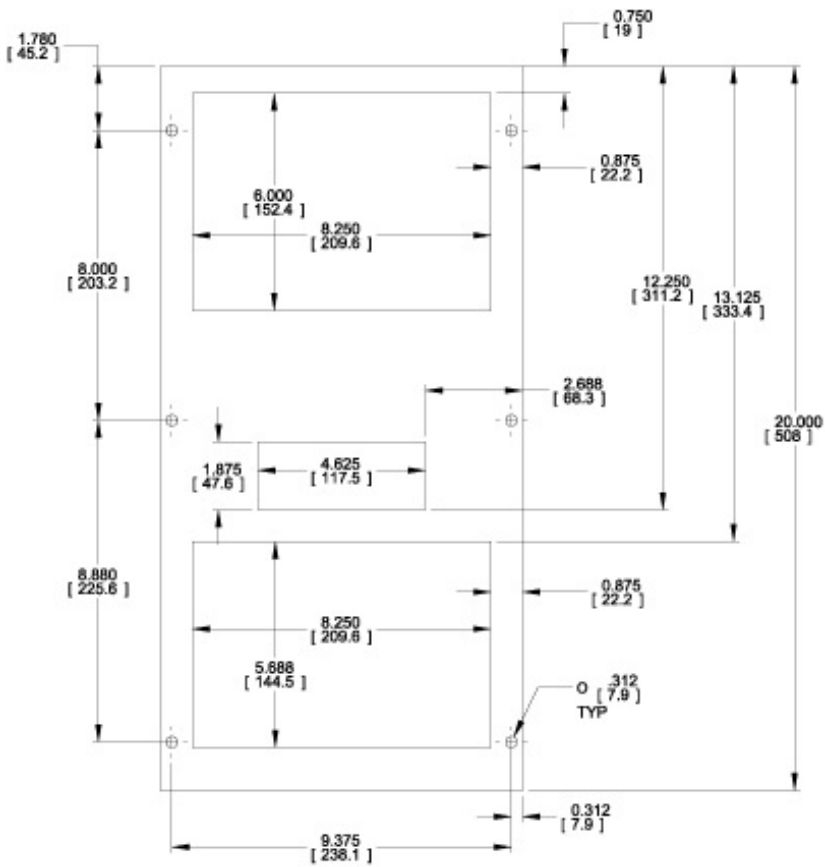 0.750
[ 19 ]
1.780
[ 45.2 ]
0.875
[ 22.2 ]
6.000
[ 152.4 ]
8.250
[ 209.6 ]
8.000
[ 203.2 ]
12.250
[ 311.2 ]
13.125
[ 333.4 ]
2.688
[ 68.3 ]
20.000
[ 508 ]
1.875
[ 47.6 ]
4.625
[ 117.5 ]
8.880
[ 225.6 ]
0.875
[ 22.2 ]
8.250
[ 209.6 ]
5.688
[ 144.5 ]
O .312
[ 7.9 ]
TYP
0.312
[ 7.9 ]
9.375
[ 238.1 ]